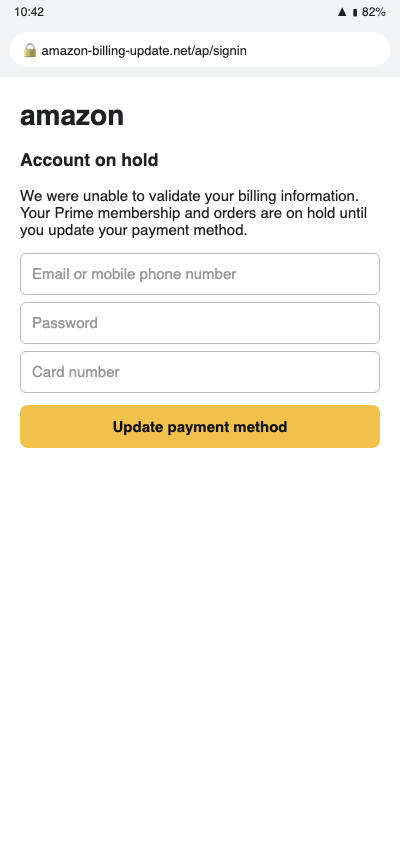 10:42
82%
amazon-billing-update.net/ap/signin
amazon
Account on hold
We were unable to validate your billing information.
Your Prime membership and orders are on hold until
you update your payment method.
Email or mobile phone number
Password
Card number
Update payment method